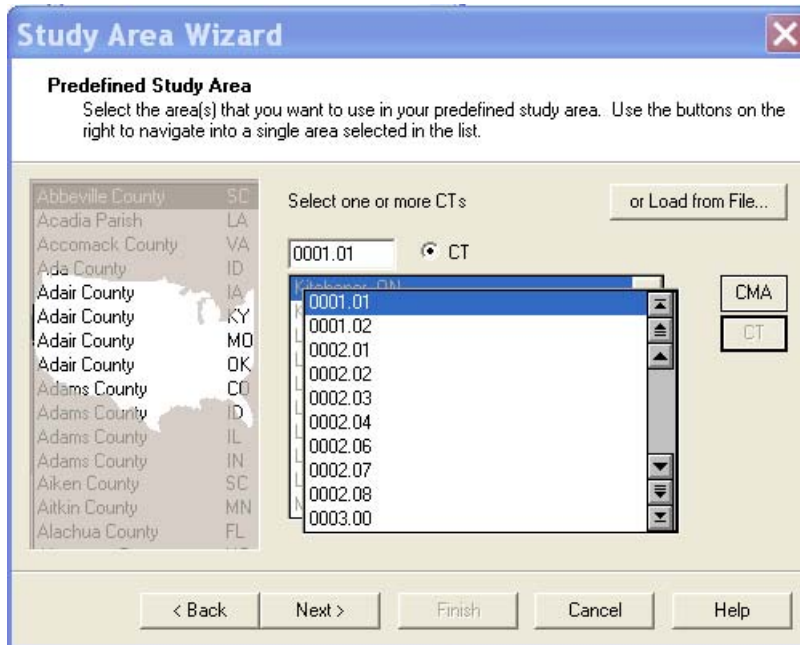 Study Area Wizard
Predefined Study Area
Select the area(s) that you want to use in your predefined study area. Use the buttons on the
right to navigate into a single area selected in the list.
Abbeville County SC
Acadia Parish LA
Accomack County VA
Ada County ID
Adair County IA
Adair County KY
Adair County MO
Adair County OK
Adams County CO
Adams County ID
Adams County IL
Adams County IN
Aiken County SC
Aitkin County MN
Alachua County FL
Select one or more CTs
or Load from File...
0001.01
CT
Kitchener, ON
0001.01
0001.02
0002.01
0002.02
0002.03
0002.04
0002.06
0002.07
0002.08
0003.00
CMA
CT
< Back
Next >
Finish
Cancel
Help